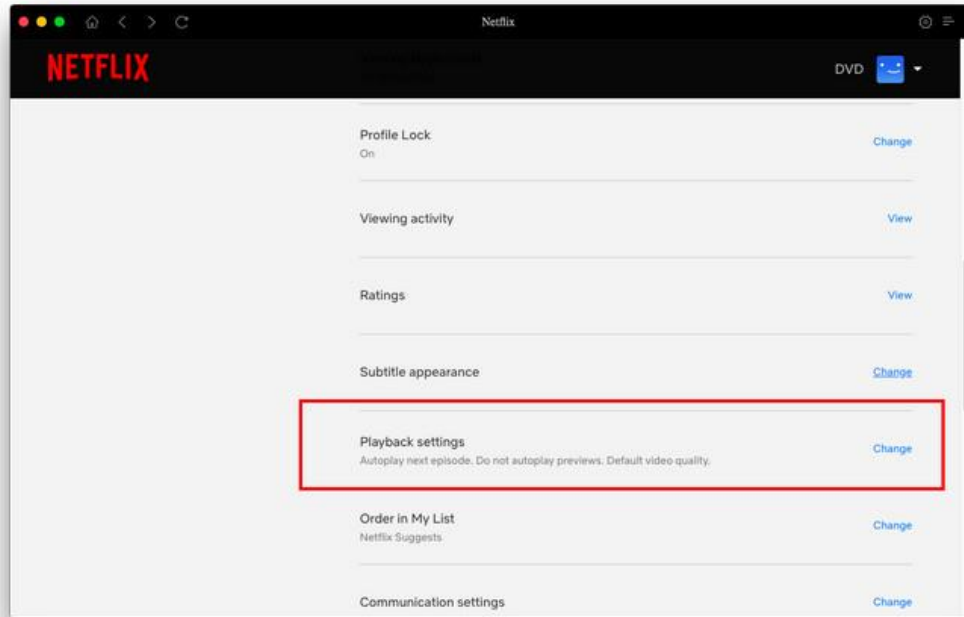 Netflix
NETFLIX
DVD
Profile Lock
Change
On
Viewing activity
View
Ratings
View
Subtitle appearance
Change
Playback settings
Change
Autoplay next episode. Do not autoplay previews. Default video quality.
Order in My List
Change
Netflix Suggests
Communication settings
Change